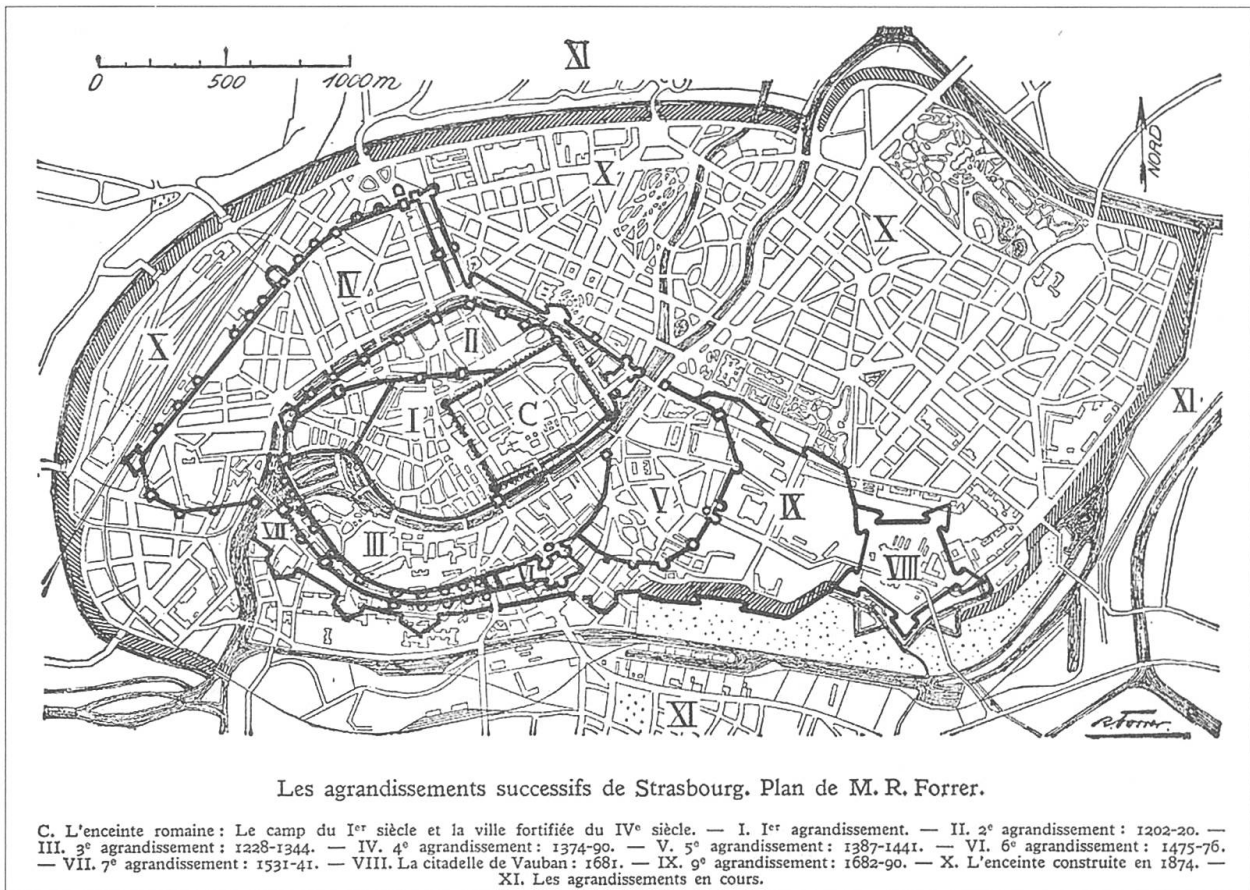 XI
0 500 1000 m
NORD
X
X
IV
X
II
XI
I
C
V
IX
VII
III
VIII
VI
XI
R. Forrer.
Les agrandissements successifs de Strasbourg. Plan de M. R. Forrer.
C. L'enceinte romaine : Le camp du Ier siècle et la ville fortifiée du IVe siècle. — I. Ier agrandissement. — II. 2e agrandissement : 1202-20. —
III. 3e agrandissement : 1228-1344. — IV. 4e agrandissement : 1374-90. — V. 5e agrandissement : 1387-1441. — VI. 6e agrandissement : 1475-76.
— VII. 7e agrandissement : 1531-41. — VIII. La citadelle de Vauban : 1681. — IX. 9e agrandissement : 1682-90. — X. L'enceinte construite en 1874. —
XI. Les agrandissements en cours.